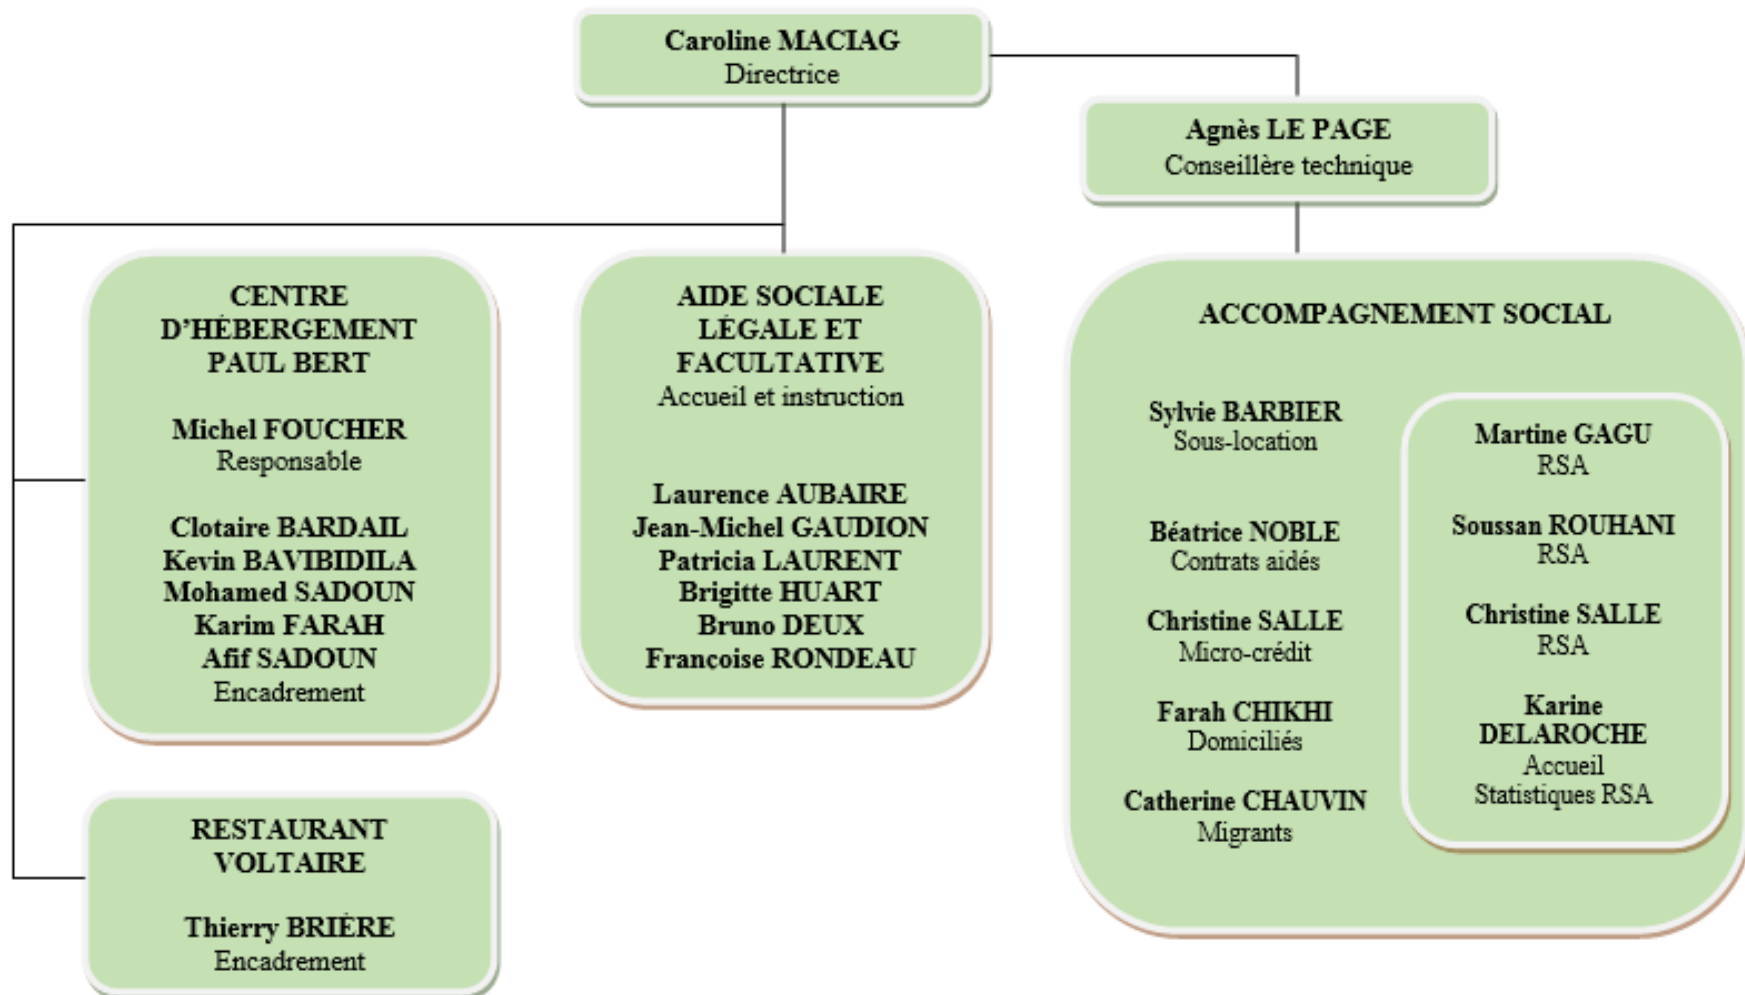 Caroline MACIAG
Directrice
Agnès LE PAGE
Conseillère technique
CENTRE
D’HÉBERGEMENT
PAUL BERT
Michel FOUCHER
Responsable
Clotaire BARDAIL
Kevin BAVIBIDILA
Mohamed SADOUN
Karim FARAH
Afif SADOUN
Encadrement
RESTAURANT
VOLTAIRE
Thierry BRIÈRE
Encadrement
AIDE SOCIALE
LÉGALE ET
FACULTATIVE
Accueil et instruction
Laurence AUBAIRE
Jean-Michel GAUDION
Patricia LAURENT
Brigitte HUART
Bruno DEUX
Françoise RONDEAU
ACCOMPAGNEMENT SOCIAL
Sylvie BARBIER
Sous-location
Béatrice NOBLE
Contrats aidés
Christine SALLE
Micro-crédit
Farah CHIKHI
Domiciliés
Catherine CHAUVIN
Migrants
Martine GAGU
RSA
Soussan ROUHANI
RSA
Christine SALLE
RSA
Karine
DELAROCHE
Accueil
Statistiques RSA